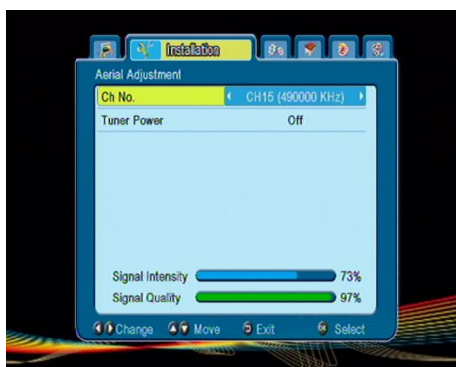 Installation
Aerial Adjustment
Ch No. CH15 (490000 KHz)
Tuner Power Off
Signal Intensity 73%
Signal Quality 97%
Change Move Exit Select